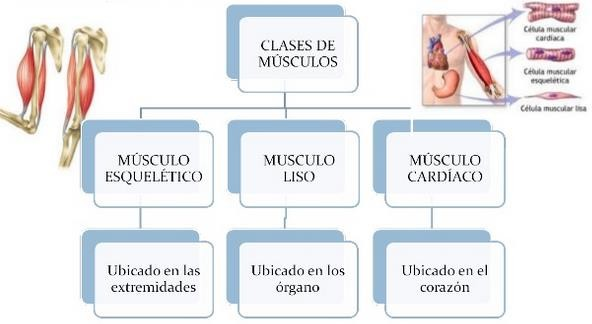 CLASES DE
MÚSCULOS
Célula muscular
cardíaca
Célula muscular
esquelética
Célula muscular lisa
MÚSCULO
ESQUELÉTICO
MUSCULO
LISO
MÚSCULO
CARDÍACO
Ubicado en las
extremidades
Ubicado en los
órgano
Ubicado en el
corazón